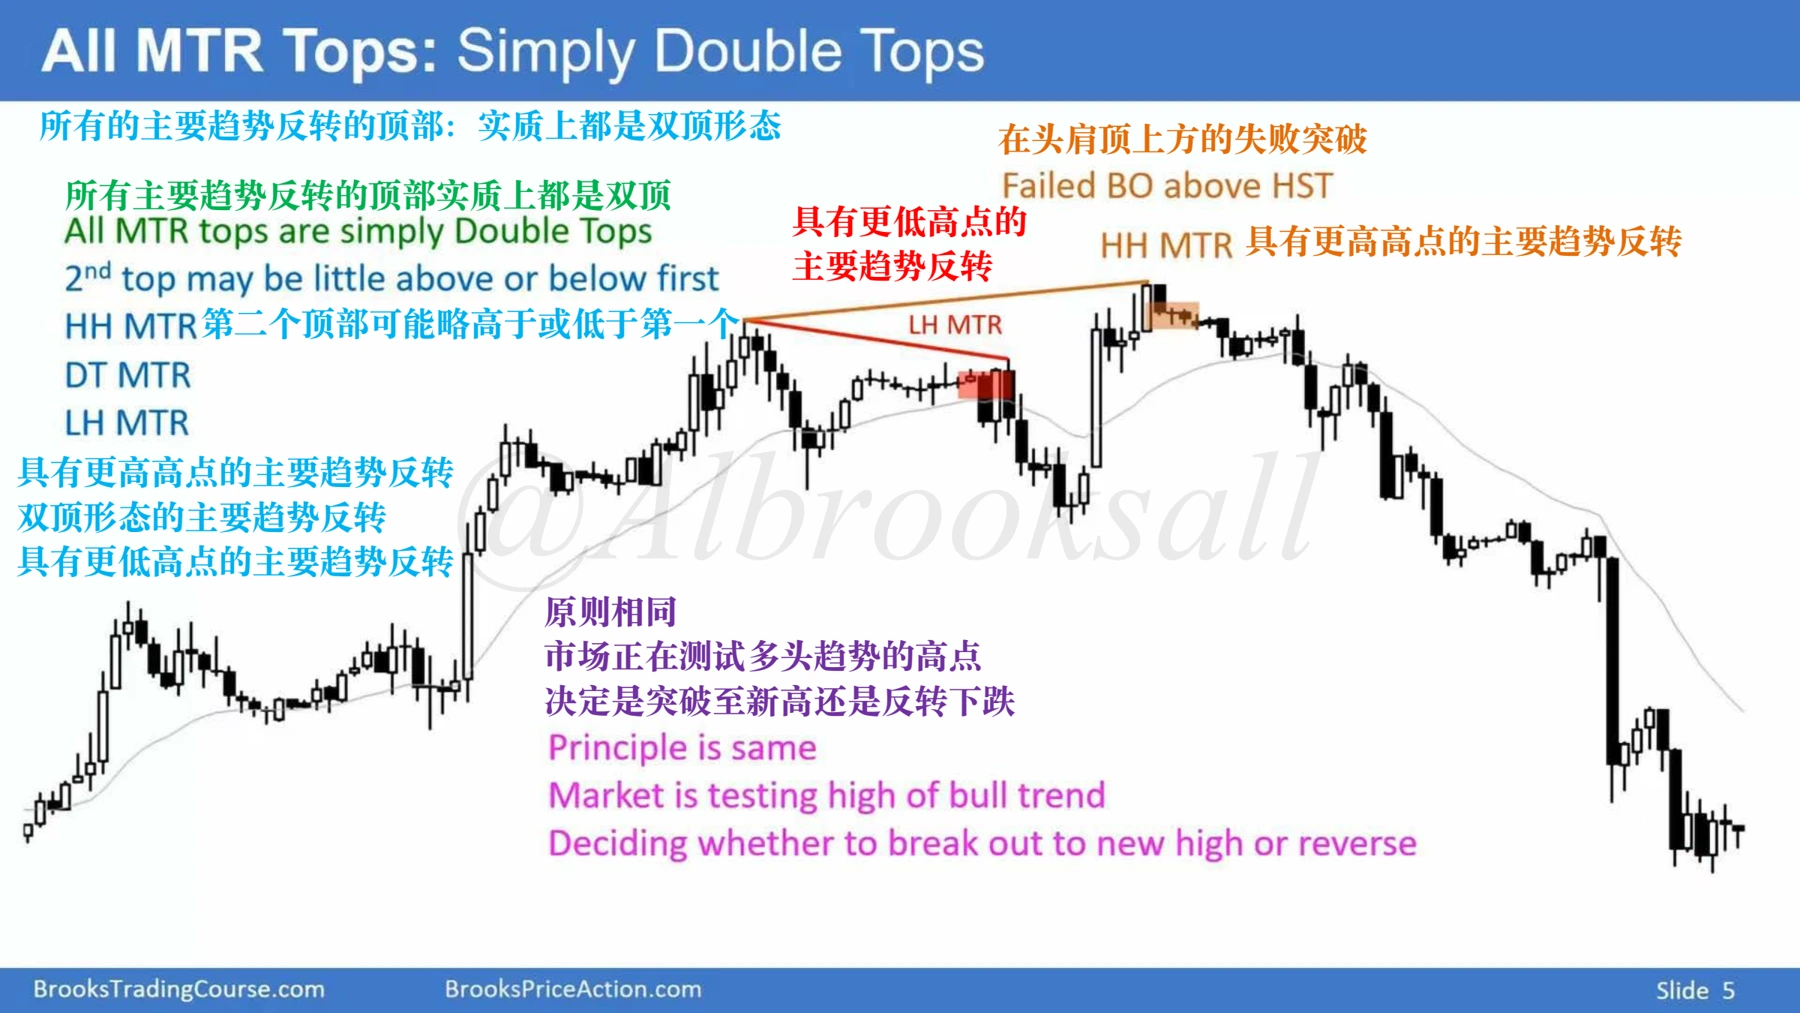 All MTR Tops: Simply Double Tops
所有的主要趋势反转的顶部：实质上都是双顶形态
所有主要趋势反转的顶部实质上都是双顶
All MTR tops are simply Double Tops
2nd top may be little above or below first
HH MTR
第二个顶部可能略高于或低于第一个
DT MTR
LH MTR
具有更高高点的主要趋势反转
双顶形态的主要趋势反转
具有更低高点的主要趋势反转
在头肩顶上方的失败突破
Failed BO above HST
具有更低高点的
主要趋势反转
HH MTR
具有更高高点的主要趋势反转
LH MTR
@Albrooksall
原则相同
市场正在测试多头趋势的高点
决定是突破至新高还是反转下跌
Principle is same
Market is testing high of bull trend
Deciding whether to break out to new high or reverse
BrooksTradingCourse.com
BrooksPriceAction.com
Slide 5